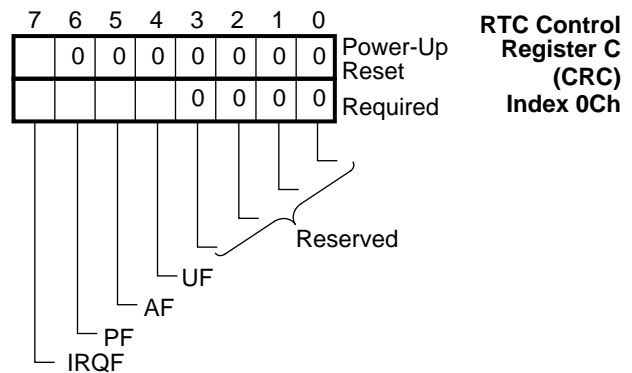 7 6 5 4 3 2 1 0
0 0 0 0 0 0 0 Power-Up Reset
0 0 0 0 Required
RTC Control
Register C
(CRC)
Index 0Ch
Reserved
UF
AF
PF
IRQF